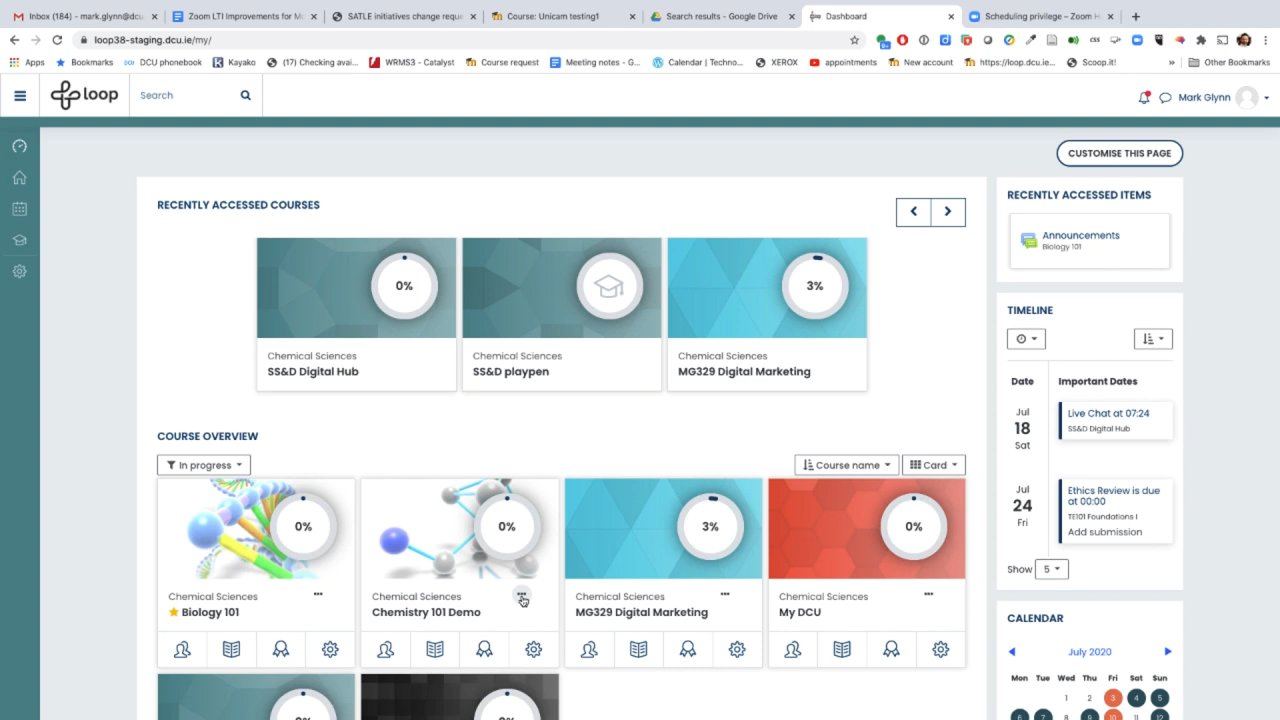 Inbox (184) - mark.glynn@dcu.
Zoom LTI Improvements for Mo
SATLE initiatives change reque
Course: Unicam testing1
Search results - Google Drive
Dashboard
Scheduling privilege – Zoom H
loop38-staging.dcu.ie/my/
Apps
Bookmarks
DCU phonebook
Kayako
(17) Checking avai...
WRMS3 - Catalyst
Course request
Meeting notes - G...
Calendar | Techno...
XEROX
appointments
New account
https://loop.dcu.ie...
Scoop.it!
»
Other Bookmarks
loop
Search
Mark Glynn
CUSTOMISE THIS PAGE
RECENTLY ACCESSED COURSES
0%
3%
Chemical Sciences
SS&D Digital Hub
Chemical Sciences
SS&D playpen
Chemical Sciences
MG329 Digital Marketing
COURSE OVERVIEW
In progress
Course name
Card
0%
0%
3%
0%
Chemical Sciences
Biology 101
Chemical Sciences
Chemistry 101 Demo
Chemical Sciences
MG329 Digital Marketing
Chemical Sciences
My DCU
RECENTLY ACCESSED ITEMS
Announcements
Biology 101
TIMELINE
Date
Important Dates
Jul
18
Sat
Live Chat at 07:24
SS&D Digital Hub
Jul
24
Fri
Ethics Review is due
at 00:00
TE101 Foundations I
Add submission
Show 5
CALENDAR
July 2020
Mon Tue Wed Thu Fri Sat Sun
1 2 3 4 5
6 7 8 9 10 11 12